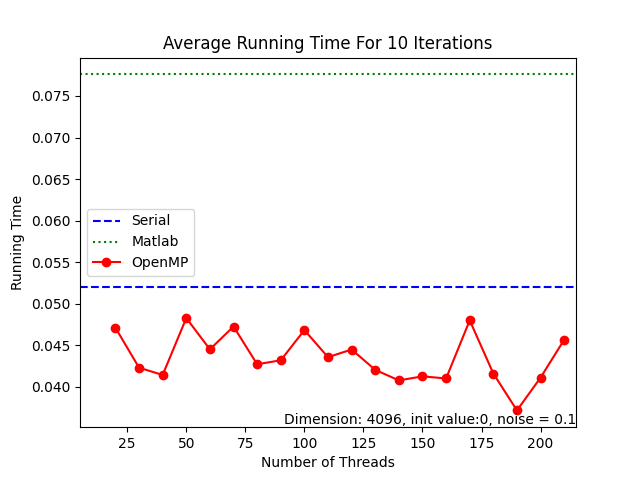 Average Running Time For 10 Iterations
Running Time
0.075
0.070
0.065
0.060
0.055
0.050
0.045
0.040
Serial
Matlab
OpenMP
Dimension: 4096, init value:0, noise = 0.1
25 50 75 100 125 150 175 200
Number of Threads